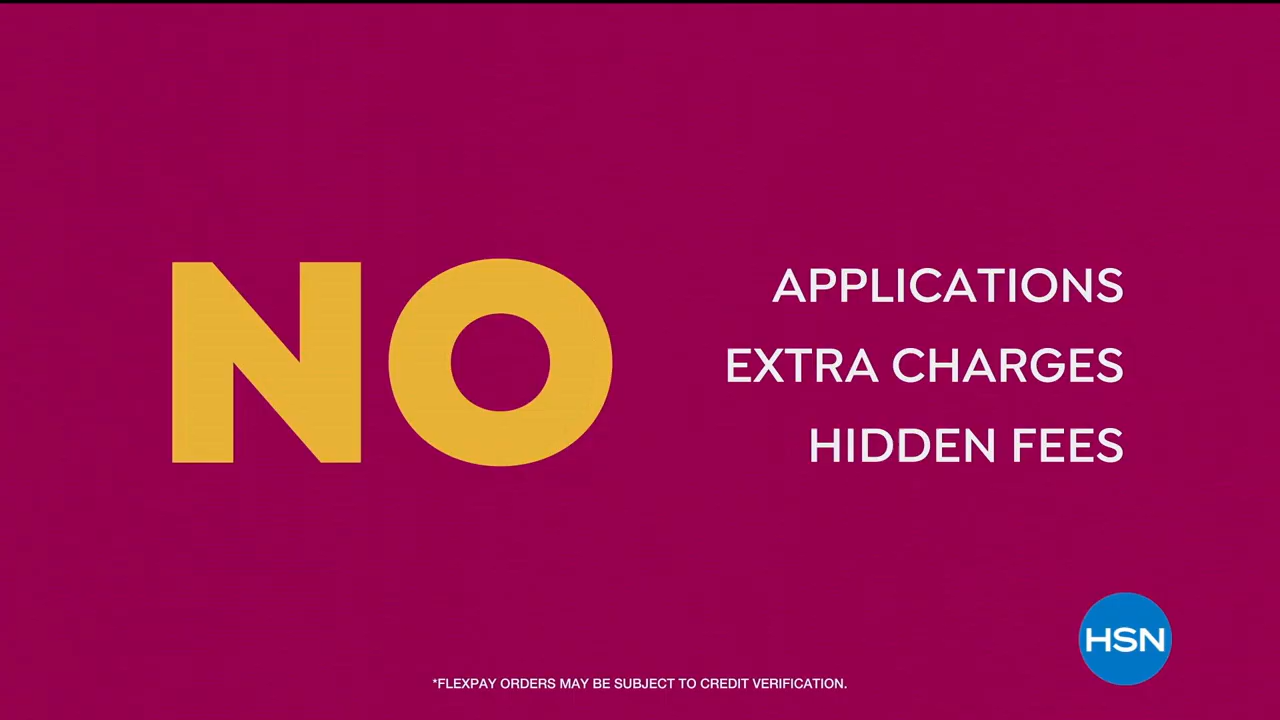 NO
APPLICATIONS
EXTRA CHARGES
HIDDEN FEES
HSN
*FLEXPAY ORDERS MAY BE SUBJECT TO CREDIT VERIFICATION.